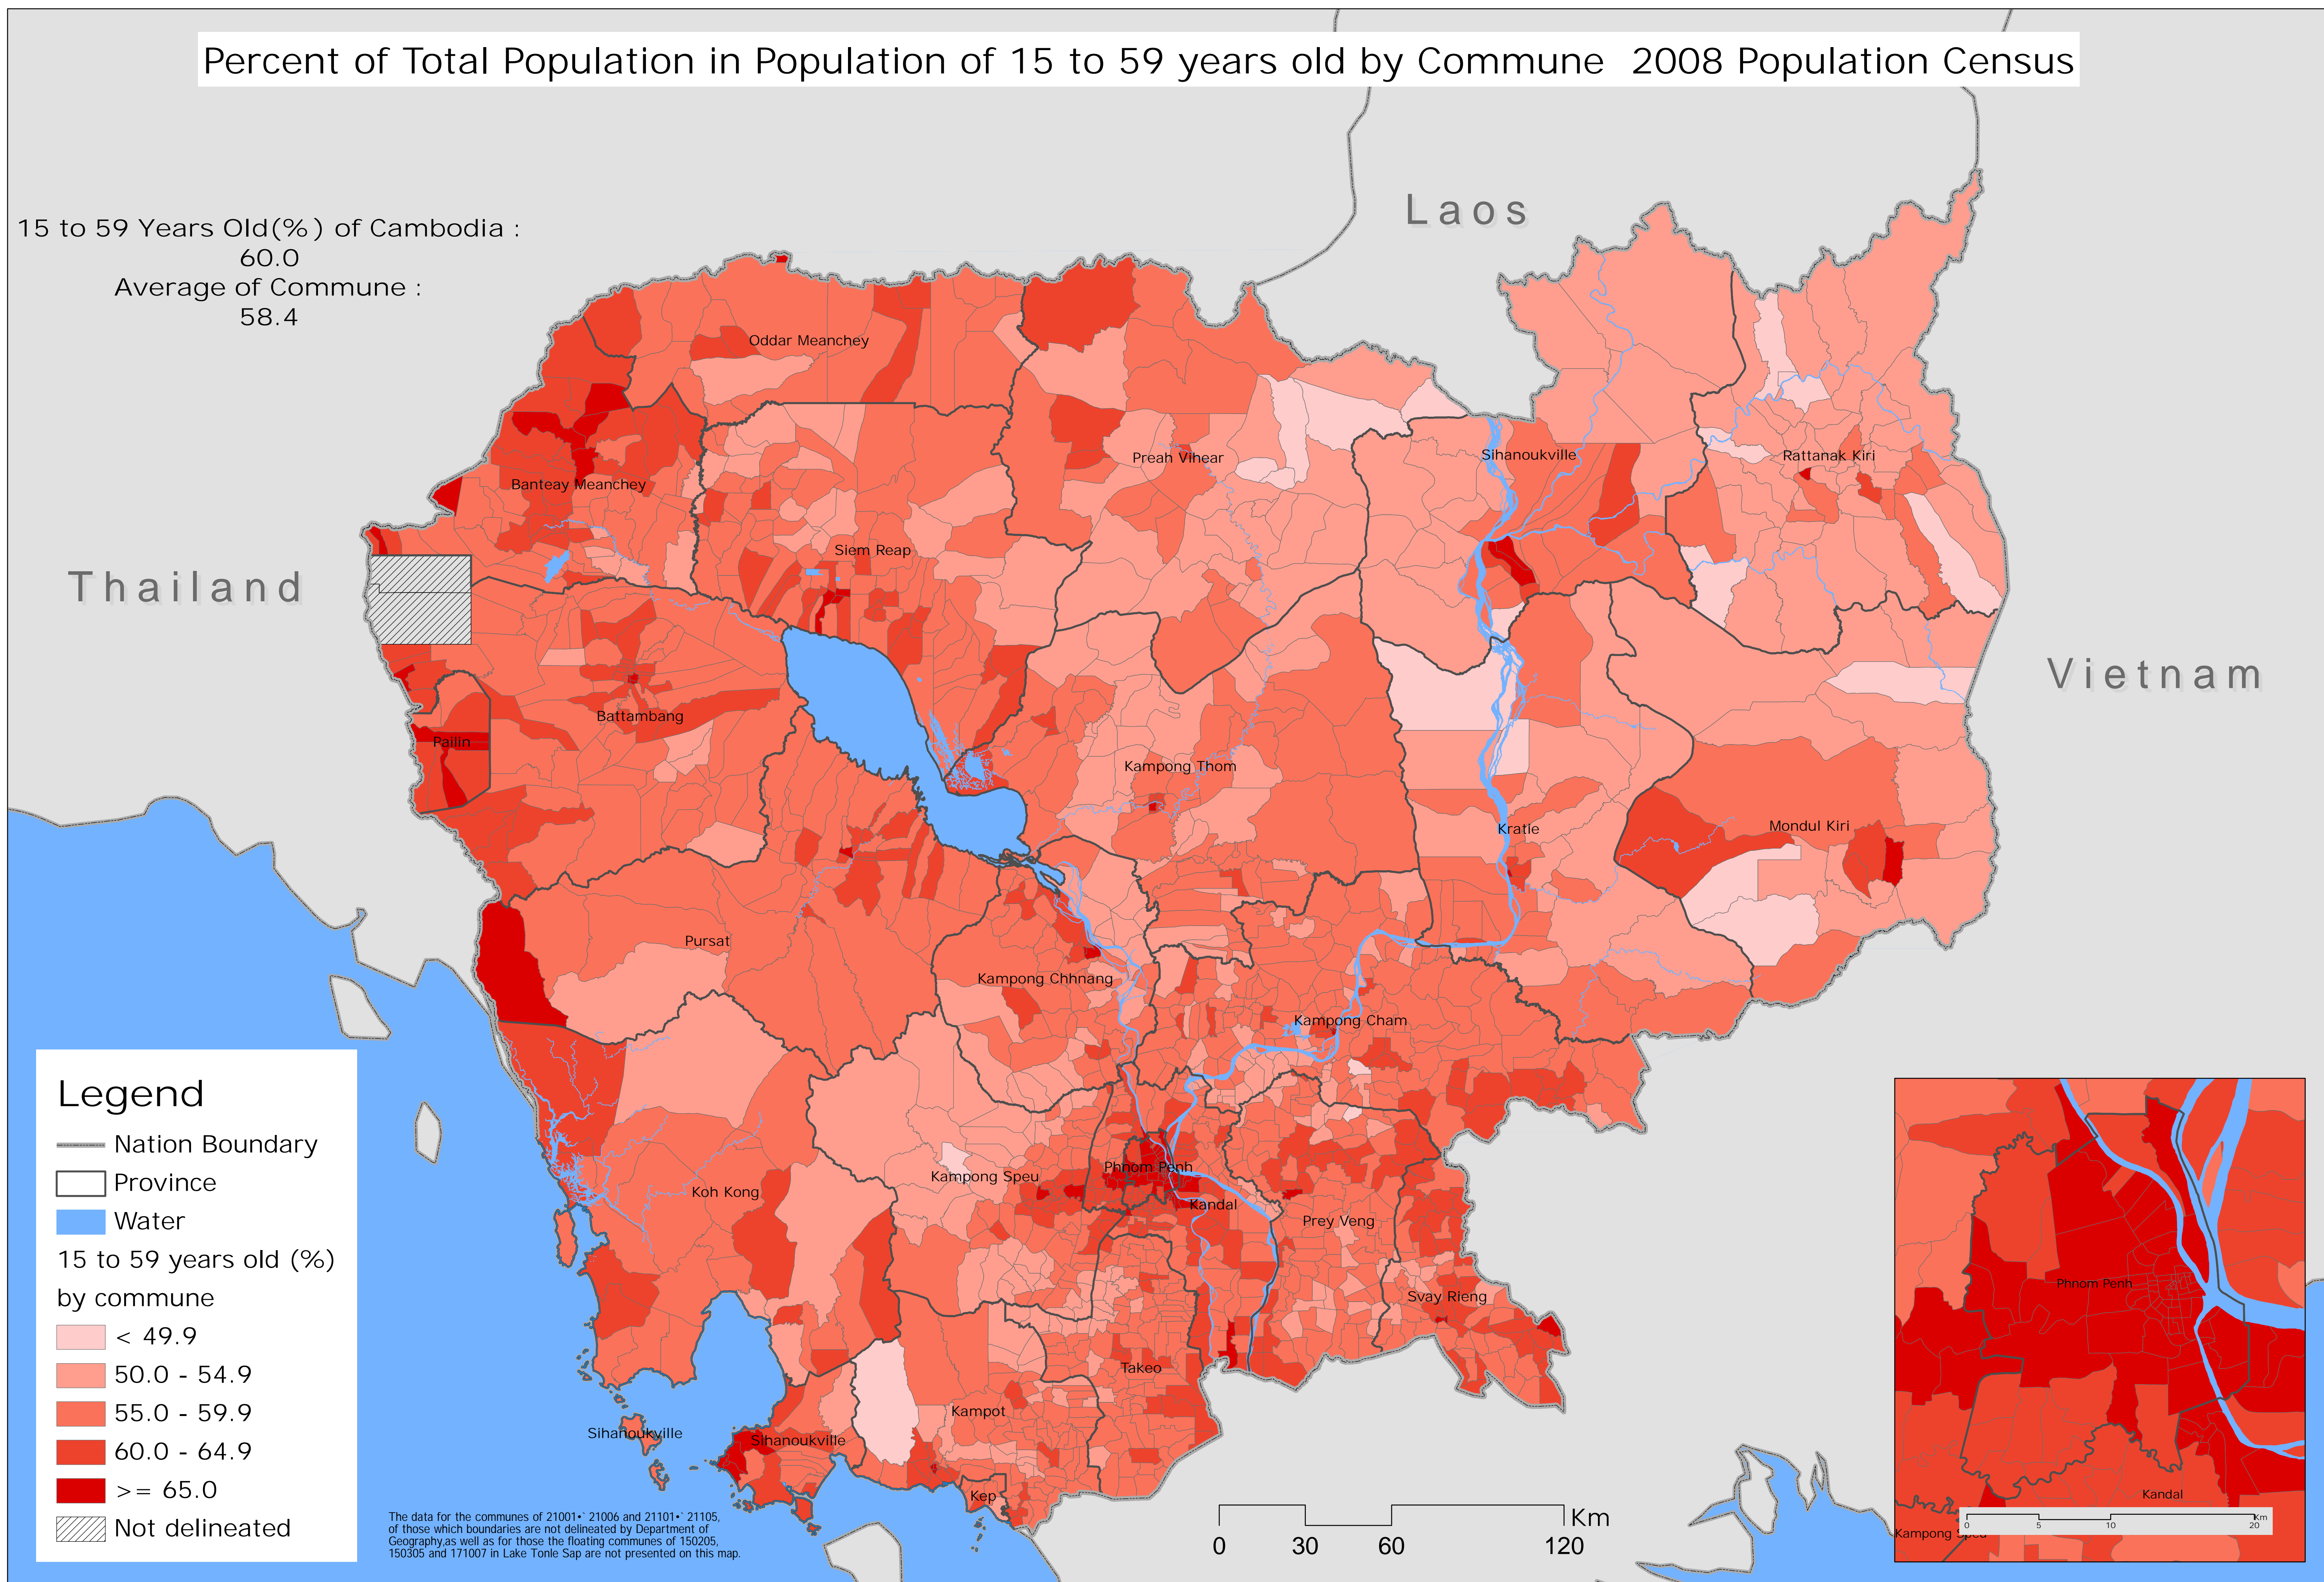 Percent of Total Population in Population of 15 to 59 years old by Commune  2008 Population Census
Laos
15 to 59 Years Old(%) of Cambodia :
60.0
Average of Commune :
58.4
Oddar Meanchey
Preah Vihear
Sihanoukville
Rattanak Kiri
Banteay Meanchey
Siem Reap
Thailand
Vietnam
Battambang
Pailin
Kampong Thom
Kratle
Mondul Kiri
Pursat
Kampong Chhnang
Kampong Cham
Phnom Penh
Kampong Speu
Koh Kong
Kandal
Prey Veng
Svay Rieng
Takeo
Kampot
Sihanoukville
Sihanoukville
Kep
Legend
Nation Boundary
Province
Water
15 to 59 years old (%)
by commune
< 49.9
50.0 - 54.9
55.0 - 59.9
60.0 - 64.9
>= 65.0
Not delineated
The data for the communes of 21001•` 21006 and 21101•` 21105,
of those which boundaries are not delineated by Department of
Geography,as well as for those the floating communes of 150205,
150305 and 171007 in Lake Tonle Sap are not presented on this map.
Km
0 30 60 120
Phnom Penh
Kandal
Kampong Speu
Km
0 5 10 20